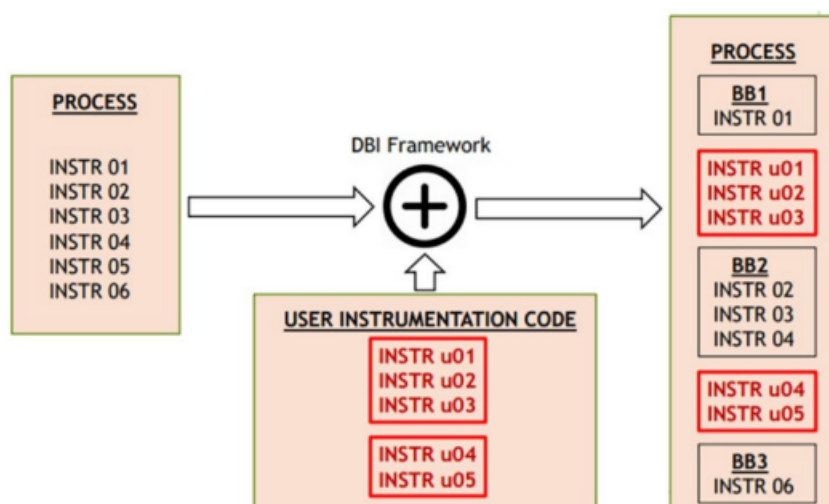 PROCESS
INSTR 01
INSTR 02
INSTR 03
INSTR 04
INSTR 05
INSTR 06
DBI Framework
USER INSTRUMENTATION CODE
INSTR u01
INSTR u02
INSTR u03
INSTR u04
INSTR u05
PROCESS
BB1
INSTR 01
INSTR u01
INSTR u02
INSTR u03
BB2
INSTR 02
INSTR 03
INSTR 04
INSTR u04
INSTR u05
BB3
INSTR 06